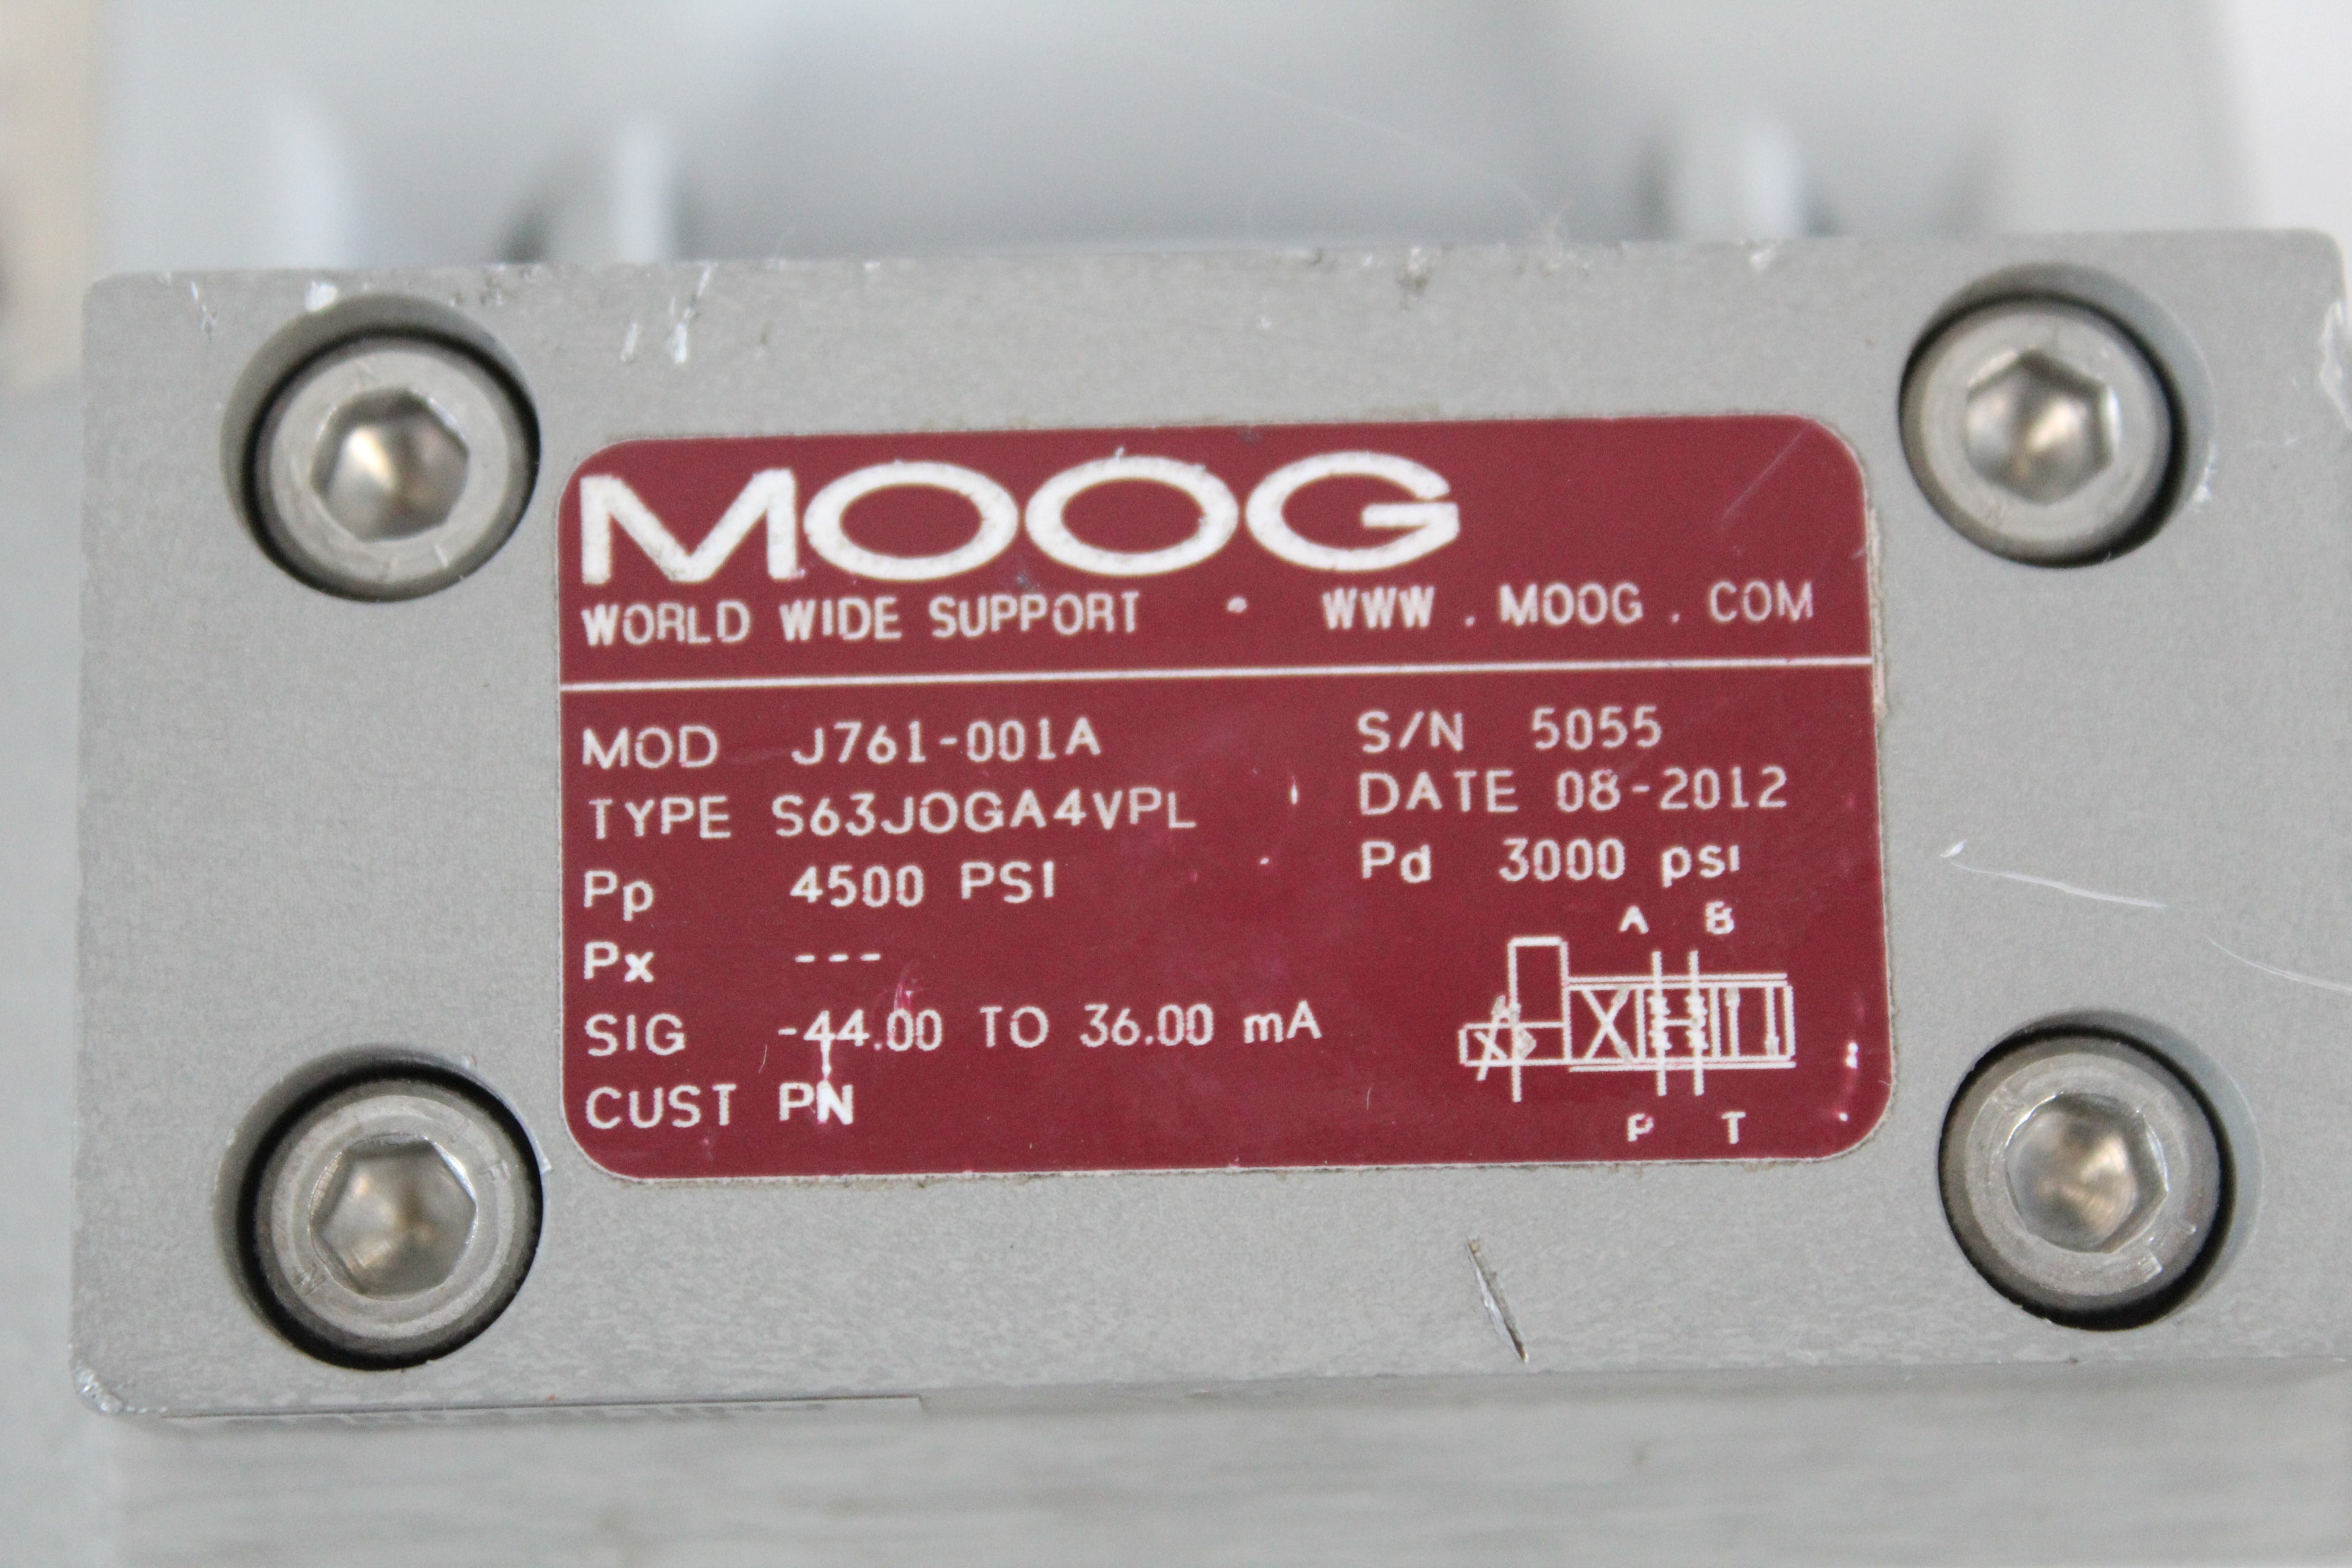 MOOG
WORLD WIDE SUPPORT • WWW.MOOG.COM
MOD J761-001A S/N 5055
TYPE S63JOGA4VPL DATE 08-2012
Pp 4500 PSI Pd 3000 psi
Px ---
A B
SIG -44.00 TO 36.00 mA
CUST PN
P T